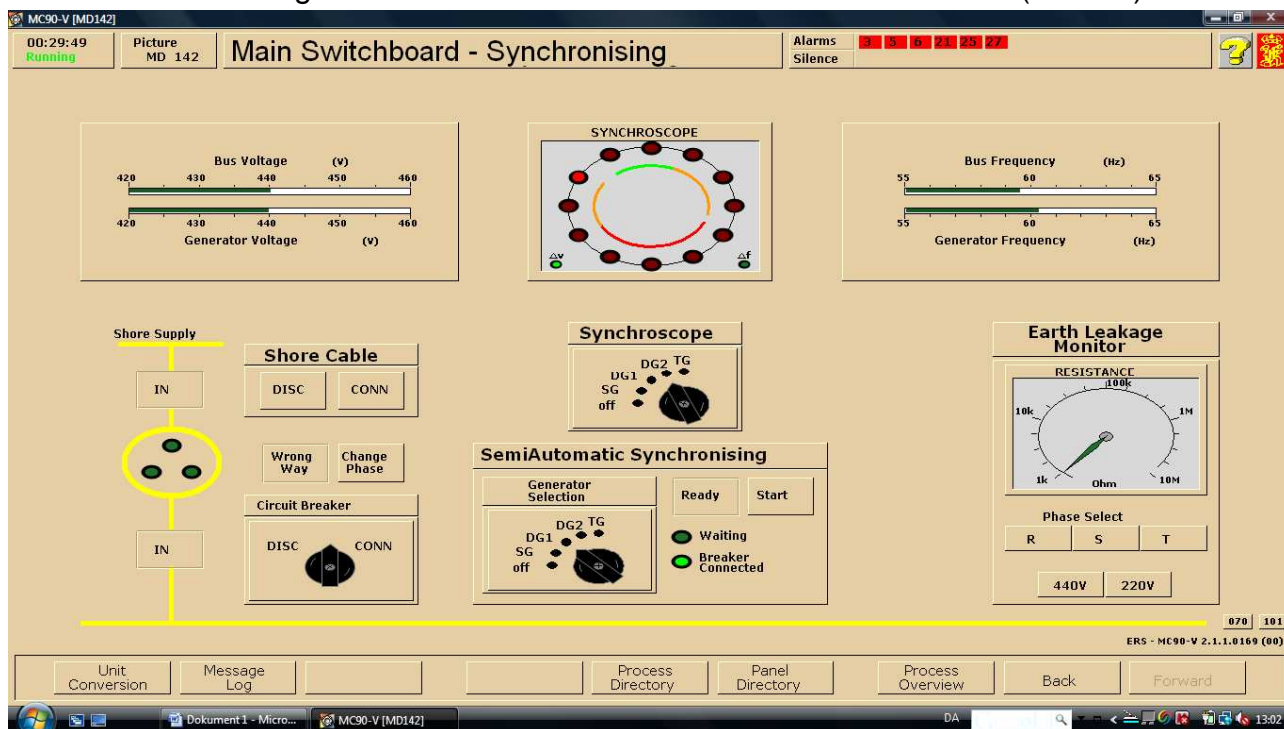 MC90-V [MD142]
00:29:49
Running
Picture
MD 142
Main Switchboard - Synchronising
Alarms
Silence
3 5 6 21 25 27
Bus Voltage (V)
420 430 440 450 460
420 430 440 450 460
Generator Voltage (V)
SYNCHROSCOPE
△v
△f
Bus Frequency (Hz)
55 60 65
55 60 65
Generator Frequency (Hz)
Shore Supply
IN
IN
Shore Cable
DISC CONN
Wrong
Way
Change
Phase
Circuit Breaker
DISC CONN
Synchroscope
DG2 TG
DG1
SG
off
SemiAutomatic Synchronising
Generator
Selection
DG2 TG
DG1
SG
off
Ready
Start
Waiting
Breaker
Connected
Earth Leakage
Monitor
RESISTANCE
100k
10k 1M
1k Ohm 10M
Phase Select
R S T
440V 220V
070 101
ERS - MC90-V 2.1.1.0169 (00)
Unit
Conversion
Message
Log
Process
Directory
Panel
Directory
Process
Overview
Back
Forward
Dokument1 - Micro...
MC90-V [MD142]
DA
13:02